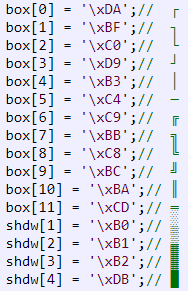 box[0] = '\xDA';// ┌
box[1] = '\xBF';// ┐
box[2] = '\xC0';// └
box[3] = '\xD9';// ┘
box[4] = '\xB3';// │
box[5] = '\xC4';// ─
box[6] = '\xC9';// ╔
box[7] = '\xBB';// ╗
box[8] = '\xC8';// ╚
box[9] = '\xBC';// ╝
box[10] = '\xBA';// ║
box[11] = '\xCD';// ═
shdw[1] = '\xB0';// ░
shdw[2] = '\xB1';// ▒
shdw[3] = '\xB2';// ▓
shdw[4] = '\xDB';// █